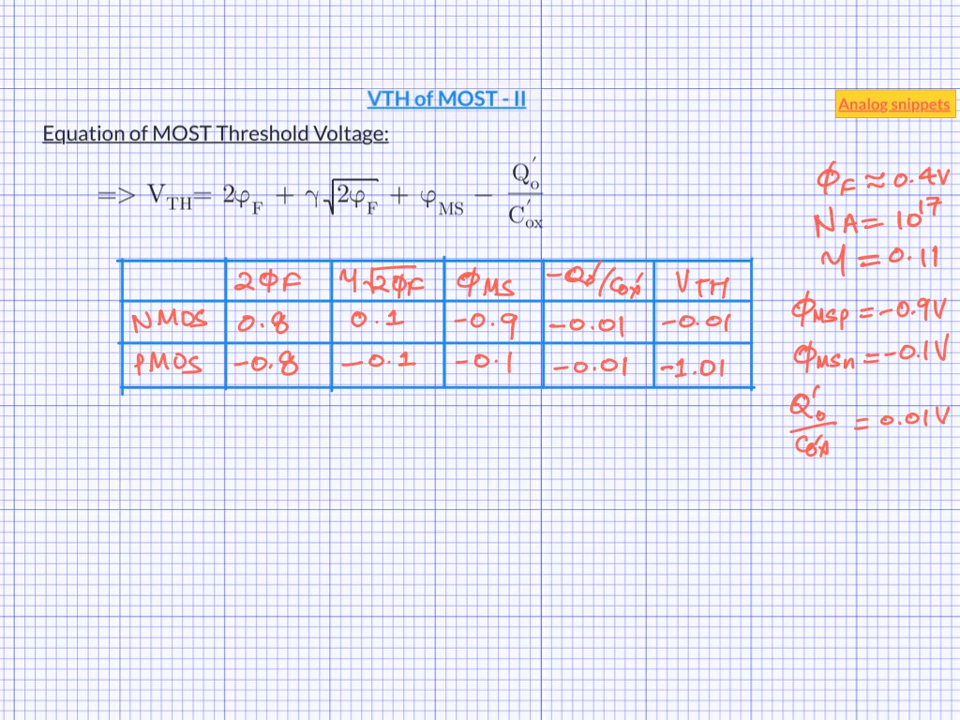 VTH of MOST - II
Analog snippets
Equation of MOST Threshold Voltage:
=> V_TH = 2φ_F + γ√2φ_F + φ_MS − Q'_o / C'_ox
ϕF ≈ 0.4V
NA = 10^17
γ = 0.11
ϕMSP = -0.9V
ϕMSn = -0.1V
Q'o / Co'x = 0.01V
2ϕF γ√2ϕF ϕMS -Qo'/Cox' VTH
NMOS 0.8 0.1 -0.9 -0.01 -0.01
PMOS -0.8 -0.1 -0.1 -0.01 -1.01